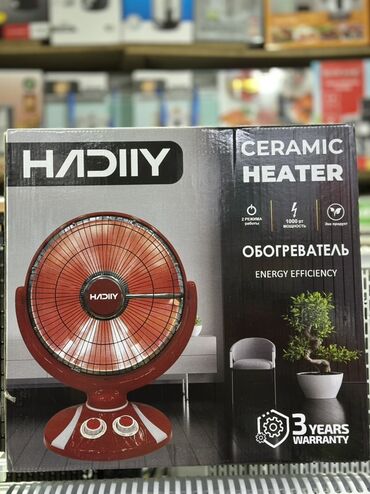 HADIIY
CERAMIC
HEATER
2 РЕЖИМА
работы
1000 вт
МОЩНОСТЬ
Эко продукт
ОБОГРЕВАТЕЛЬ
ENERGY EFFICIENCY
HADIIY
3 YEARS
WARRANTY